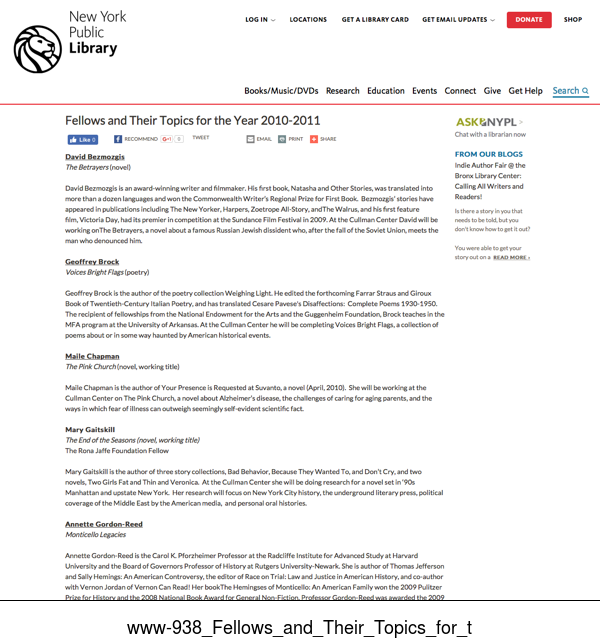 New York
Public
Library
LOG IN
LOCATIONS
GET A LIBRARY CARD
GET EMAIL UPDATES
DONATE
SHOP
Books/Music/DVDs Research Education Events Connect Give Get Help Search
Fellows and Their Topics for the Year 2010-2011
Like 0
RECOMMEND
G+1 0
TWEET
EMAIL
PRINT
SHARE
David Bezmozgis
The Betrayers (novel)
David Bezmozgis is an award-winning writer and filmmaker. His first book, Natasha and Other Stories, was translated into
more than a dozen languages and won the Commonwealth Writer's Regional Prize for First Book.  Bezmozgis' stories have
appeared in publications including The New Yorker, Harpers, Zoetrope All-Story, andThe Walrus, and his first feature
film, Victoria Day, had its premier in competition at the Sundance Film Festival in 2009. At the Cullman Center David will be
working onThe Betrayers, a novel about a famous Russian Jewish dissident who, after the fall of the Soviet Union, meets the
man who denounced him.
Geoffrey Brock
Voices Bright Flags (poetry)
Geoffrey Brock is the author of the poetry collection Weighing Light. He edited the forthcoming Farrar Straus and Giroux
Book of Twentieth-Century Italian Poetry, and has translated Cesare Pavese's Disaffections:  Complete Poems 1930-1950.
The recipient of fellowships from the National Endowment for the Arts and the Guggenheim Foundation, Brock teaches in the
MFA program at the University of Arkansas. At the Cullman Center he will be completing Voices Bright Flags, a collection of
poems about or in some way haunted by American historical events.
Maile Chapman
The Pink Church (novel, working title)
Maile Chapman is the author of Your Presence is Requested at Suvanto, a novel (April, 2010).  She will be working at the
Cullman Center on The Pink Church, a novel about Alzheimer's disease, the challenges of caring for aging parents, and the
ways in which fear of illness can outweigh seemingly self-evident scientific fact.
Mary Gaitskill
The End of the Seasons (novel, working title)
The Rona Jaffe Foundation Fellow
Mary Gaitskill is the author of three story collections, Bad Behavior, Because They Wanted To, and Don't Cry, and two
novels, Two Girls Fat and Thin and Veronica.  At the Cullman Center she will be doing research for a novel set in '90s
Manhattan and upstate New York.  Her research will focus on New York City history, the underground literary press, political
coverage of the Middle East by the American media,  and personal oral histories.
Annette Gordon-Reed
Monticello Legacies
Annette Gordon-Reed is the Carol K. Pforzheimer Professor at the Radcliffe Institute for Advanced Study at Harvard
University and the Board of Governors Professor of History at Rutgers University-Newark. She is author of Thomas Jefferson
and Sally Hemings: An American Controversy, the editor of Race on Trial: Law and Justice in American History, and co-author
with Vernon Jordan of Vernon Can Read! Her bookThe Hemingses of Monticello: An American Family won the 2009 Pulitzer
Prize for History and the 2008 National Book Award for General Non-Fiction. Professor Gordon-Reed was awarded the 2009
ASK NYPL >
Chat with a librarian now
FROM OUR BLOGS
Indie Author Fair @ the
Bronx Library Center:
Calling All Writers and
Readers!
Is there a story in you that
needs to be told, but you
don't know how to get it out?
You were able to get your
story out on a READ MORE ›
www-938_Fellows_and_Their_Topics_for_t